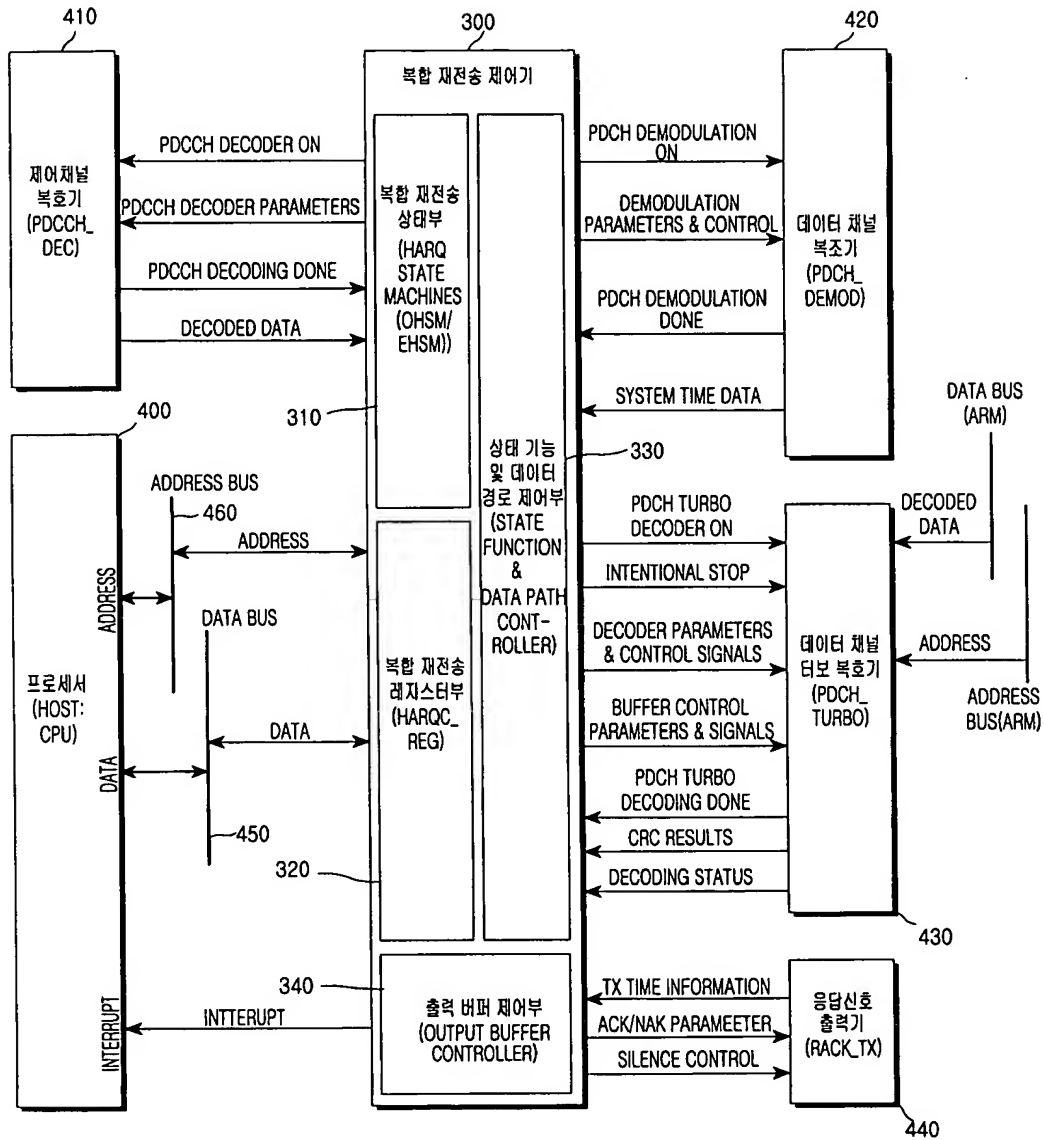 410
300
420
복합 재전송 제어기
제어채널
복호기
(PDCCH_
DEC)
PDCCH DECODER ON
PDCCH DECODER PARAMETERS
PDCCH DECODING DONE
DECODED DATA
복합 재전송
상태부
(HARQ
STATE
MACHINES
(OHSM/
EHSM))
310
PDCH DEMODULATION
ON
DEMODULATION
PARAMETERS & CONTROL
PDCH DEMODULATION
DONE
SYSTEM TIME DATA
데이터 채널
복조기
(PDCH_
DEMOD)
상태 기능
및 데이터
경로 제어부
(STATE
FUNCTION
&
DATA PATH
CONT-
ROLLER)
330
400
프로세서
(HOST:
CPU)
ADDRESS BUS
460
ADDRESS
ADDRESS
DATA BUS
DATA
DATA
450
INTERRUPT
INTTERUPT
복합 재전송
레지스터부
(HARQC_
REG)
320
340
출력 버퍼 제어부
(OUTPUT BUFFER
CONTROLLER)
PDCH TURBO
DECODER ON
INTENTIONAL STOP
DECODER PARAMETERS
& CONTROL SIGNALS
BUFFER CONTROL
PARAMETERS & SIGNALS
PDCH TURBO
DECODING DONE
CRC RESULTS
DECODING STATUS
데이터 채널
터보 복호기
(PDCH_
TURBO)
430
DATA BUS
(ARM)
DECODED
DATA
ADDRESS
ADDRESS
BUS(ARM)
TX TIME INFORMATION
ACK/NAK PARAMEETER
SILENCE CONTROL
응답신호
출력기
(RACK_TX)
440